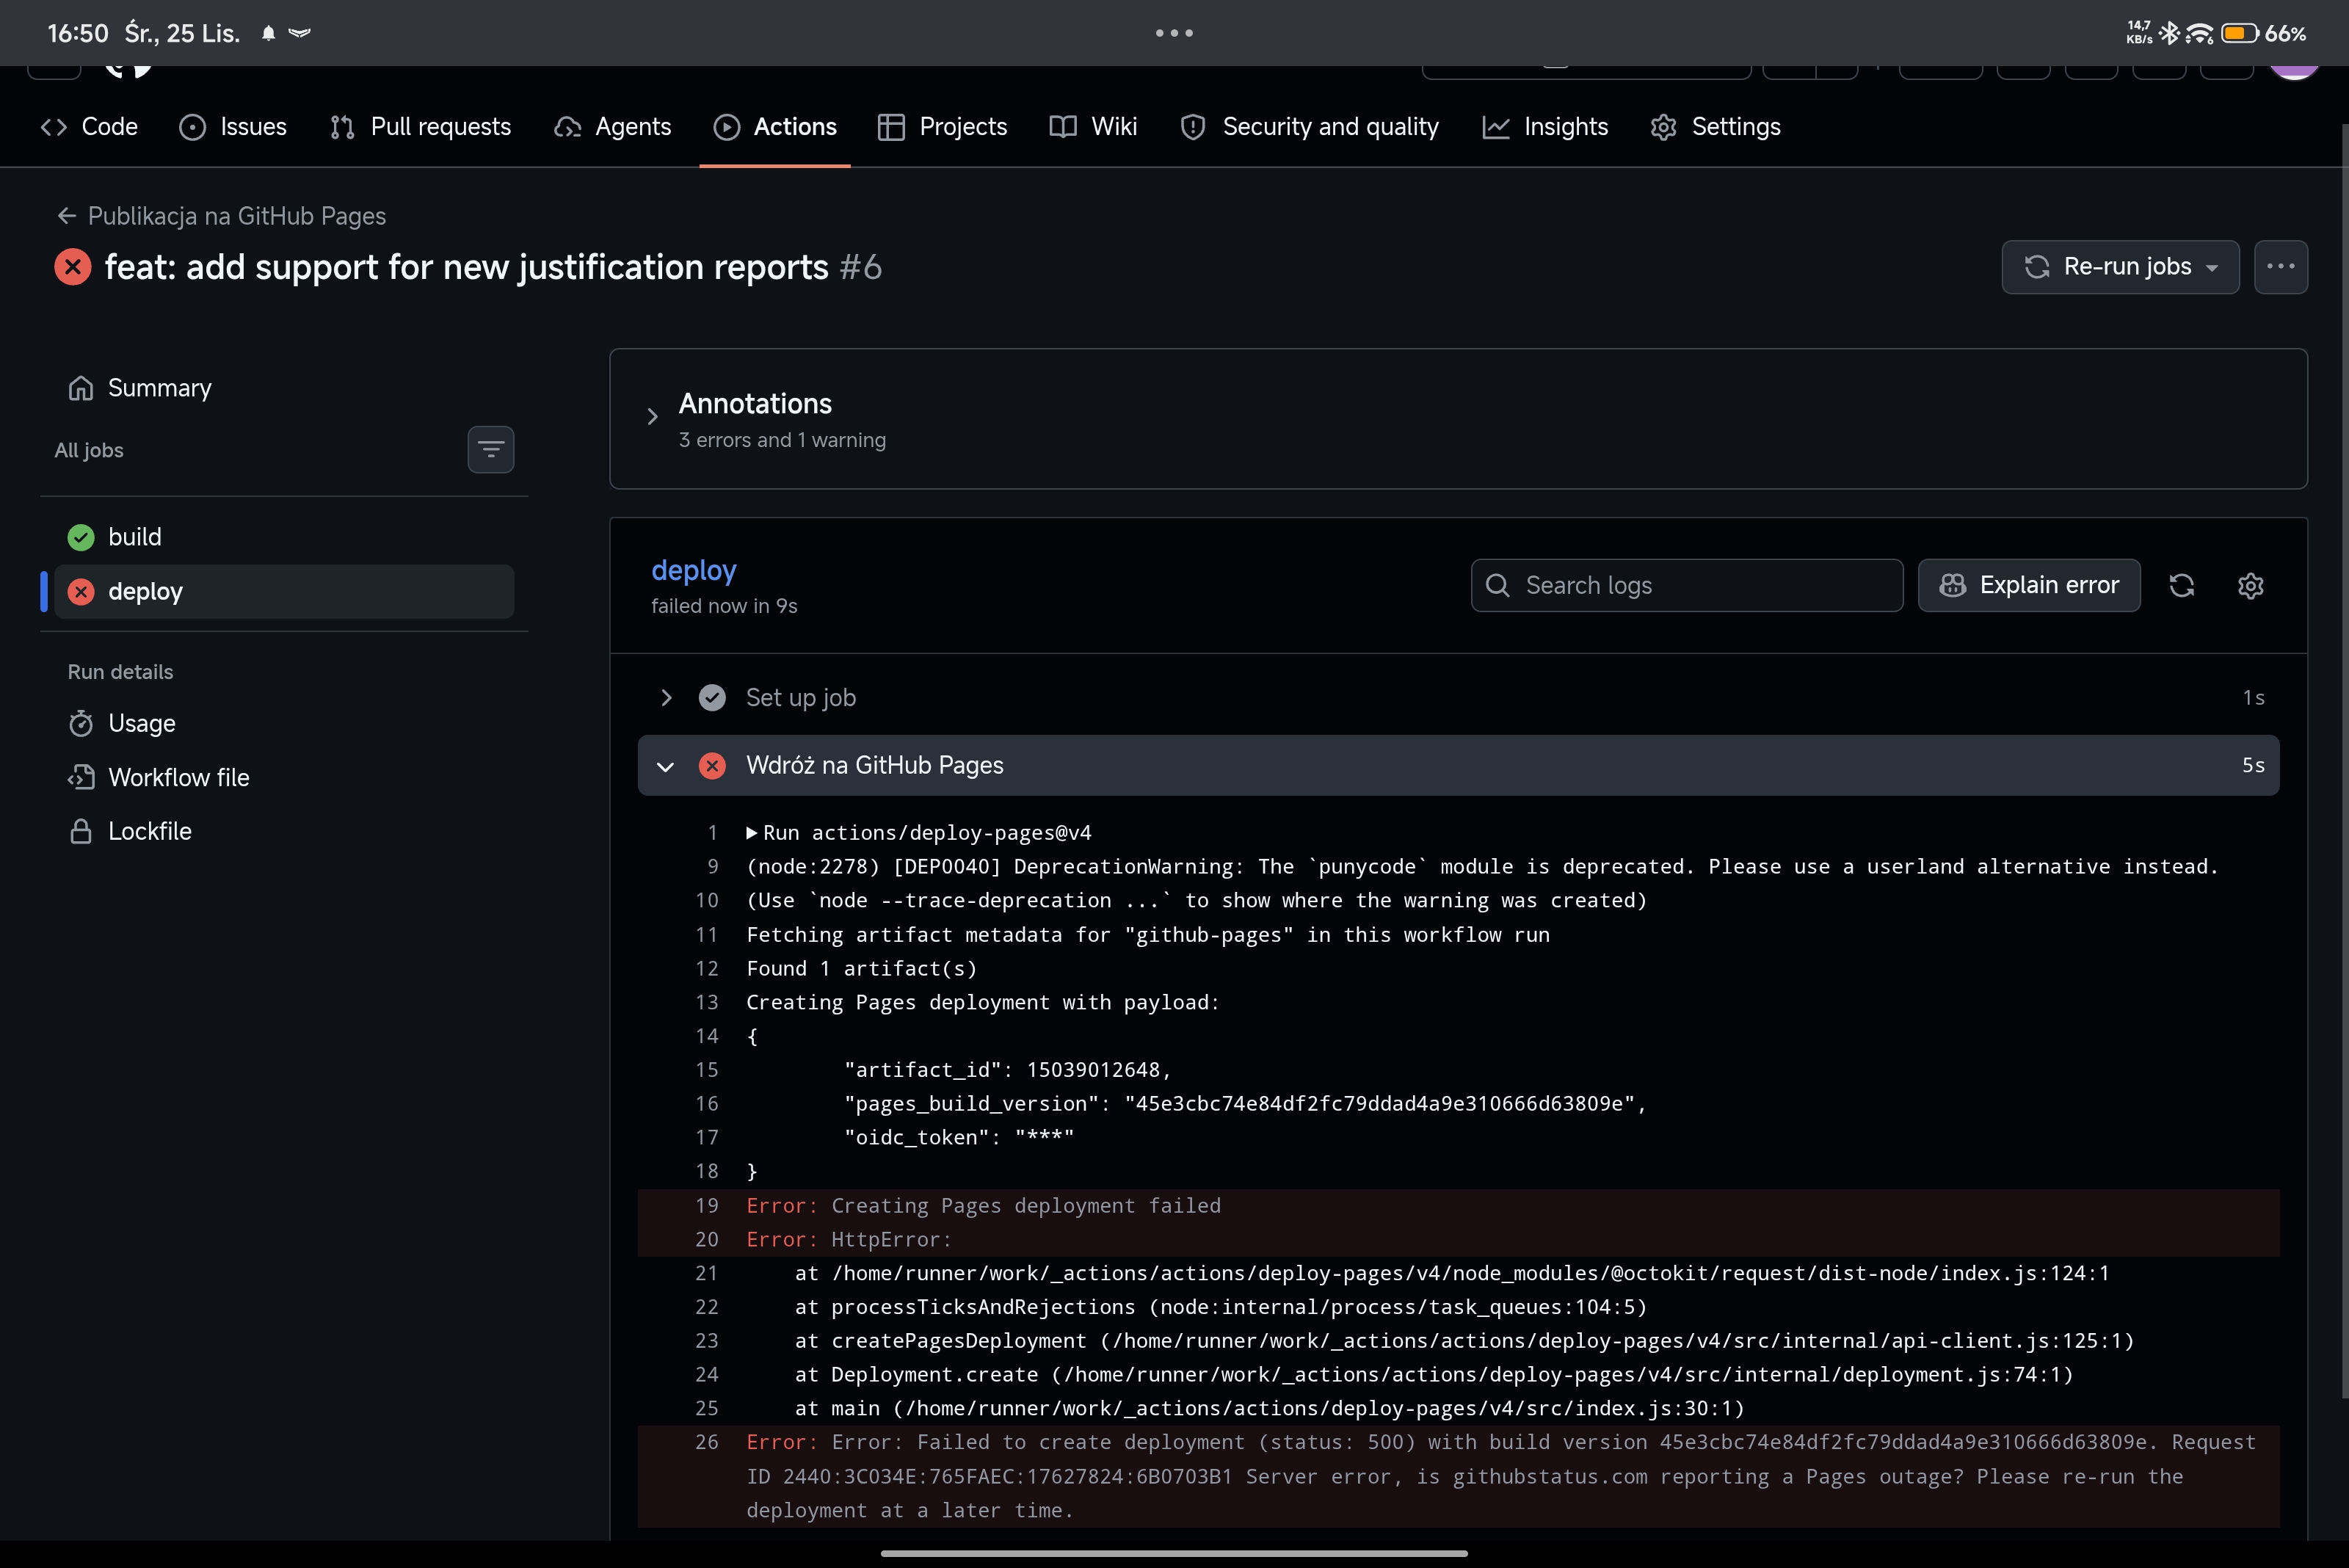 16:50 Śr., 25 Lis.
14,7 KB/s 6 66%
Code Issues Pull requests Agents Actions Projects Wiki Security and quality Insights Settings
Publikacja na GitHub Pages
feat: add support for new justification reports #6
Re-run jobs
Summary
All jobs
build
deploy
Run details
Usage
Workflow file
Lockfile
Annotations
3 errors and 1 warning
deploy
failed now in 9s
Search logs
Explain error
Set up job 1s
Wdróż na GitHub Pages 5s
1 Run actions/deploy-pages@v4
9 (node:2278) [DEP0040] DeprecationWarning: The `punycode` module is deprecated. Please use a userland alternative instead.
10 (Use `node --trace-deprecation ...` to show where the warning was created)
11 Fetching artifact metadata for "github-pages" in this workflow run
12 Found 1 artifact(s)
13 Creating Pages deployment with payload:
14 {
15 "artifact_id": 15039012648,
16 "pages_build_version": "45e3cbc74e84df2fc79ddad4a9e310666d63809e",
17 "oidc_token": "***"
18 }
19 Error: Creating Pages deployment failed
20 Error: HttpError:
21 at /home/runner/work/_actions/actions/deploy-pages/v4/node_modules/@octokit/request/dist-node/index.js:124:1
22 at processTicksAndRejections (node:internal/process/task_queues:104:5)
23 at createPagesDeployment (/home/runner/work/_actions/actions/deploy-pages/v4/src/internal/api-client.js:125:1)
24 at Deployment.create (/home/runner/work/_actions/actions/deploy-pages/v4/src/internal/deployment.js:74:1)
25 at main (/home/runner/work/_actions/actions/deploy-pages/v4/src/index.js:30:1)
26 Error: Error: Failed to create deployment (status: 500) with build version 45e3cbc74e84df2fc79ddad4a9e310666d63809e. Request
ID 2440:3C034E:765FAEC:17627824:6B0703B1 Server error, is githubstatus.com reporting a Pages outage? Please re-run the
deployment at a later time.